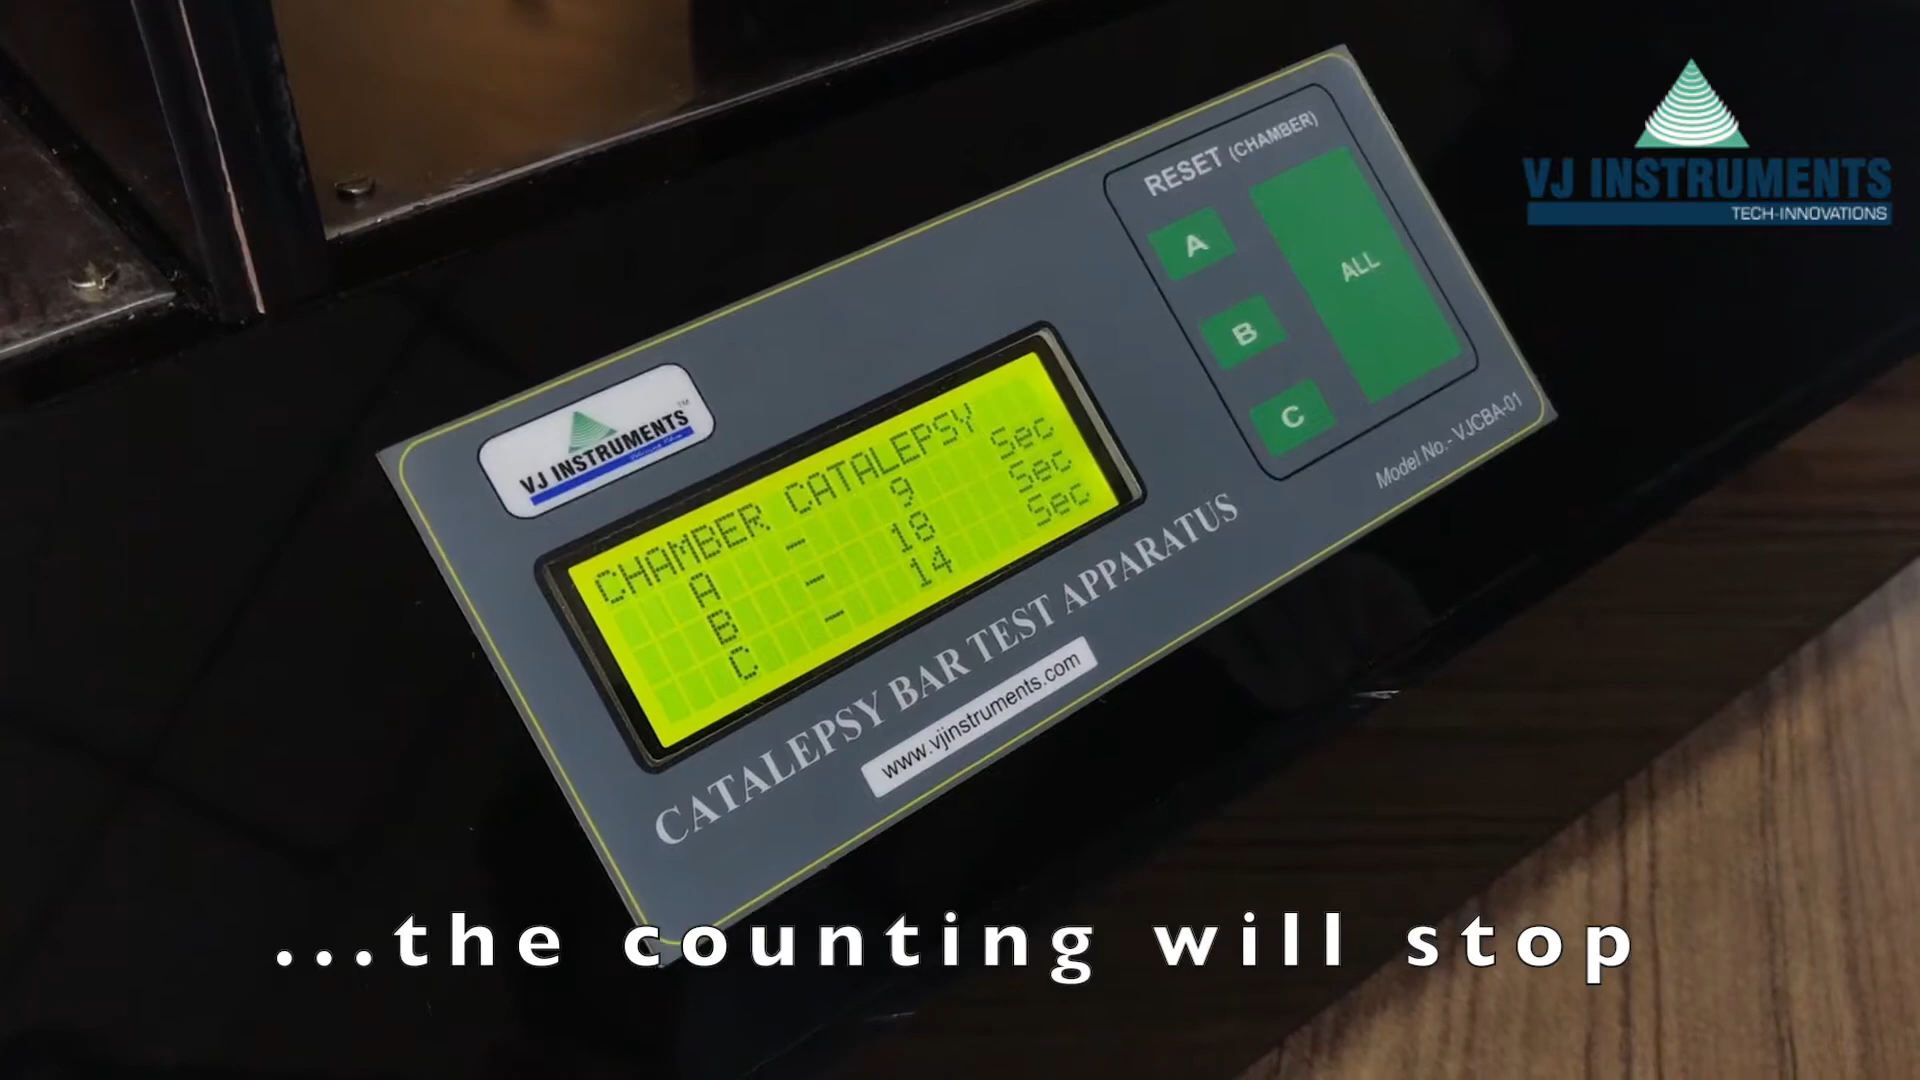 VJ INSTRUMENTS
TECH-INNOVATIONS
RESET (CHAMBER)
A
B
C
ALL
Model No.- VJCBA-01
VJ INSTRUMENTS™
CHAMBER CATALEPSY
A - 9 Sec
B - 18 Sec
C - 14 Sec
CATALEPSY BAR TEST APPARATUS
www.vjinstruments.com
...the counting will stop